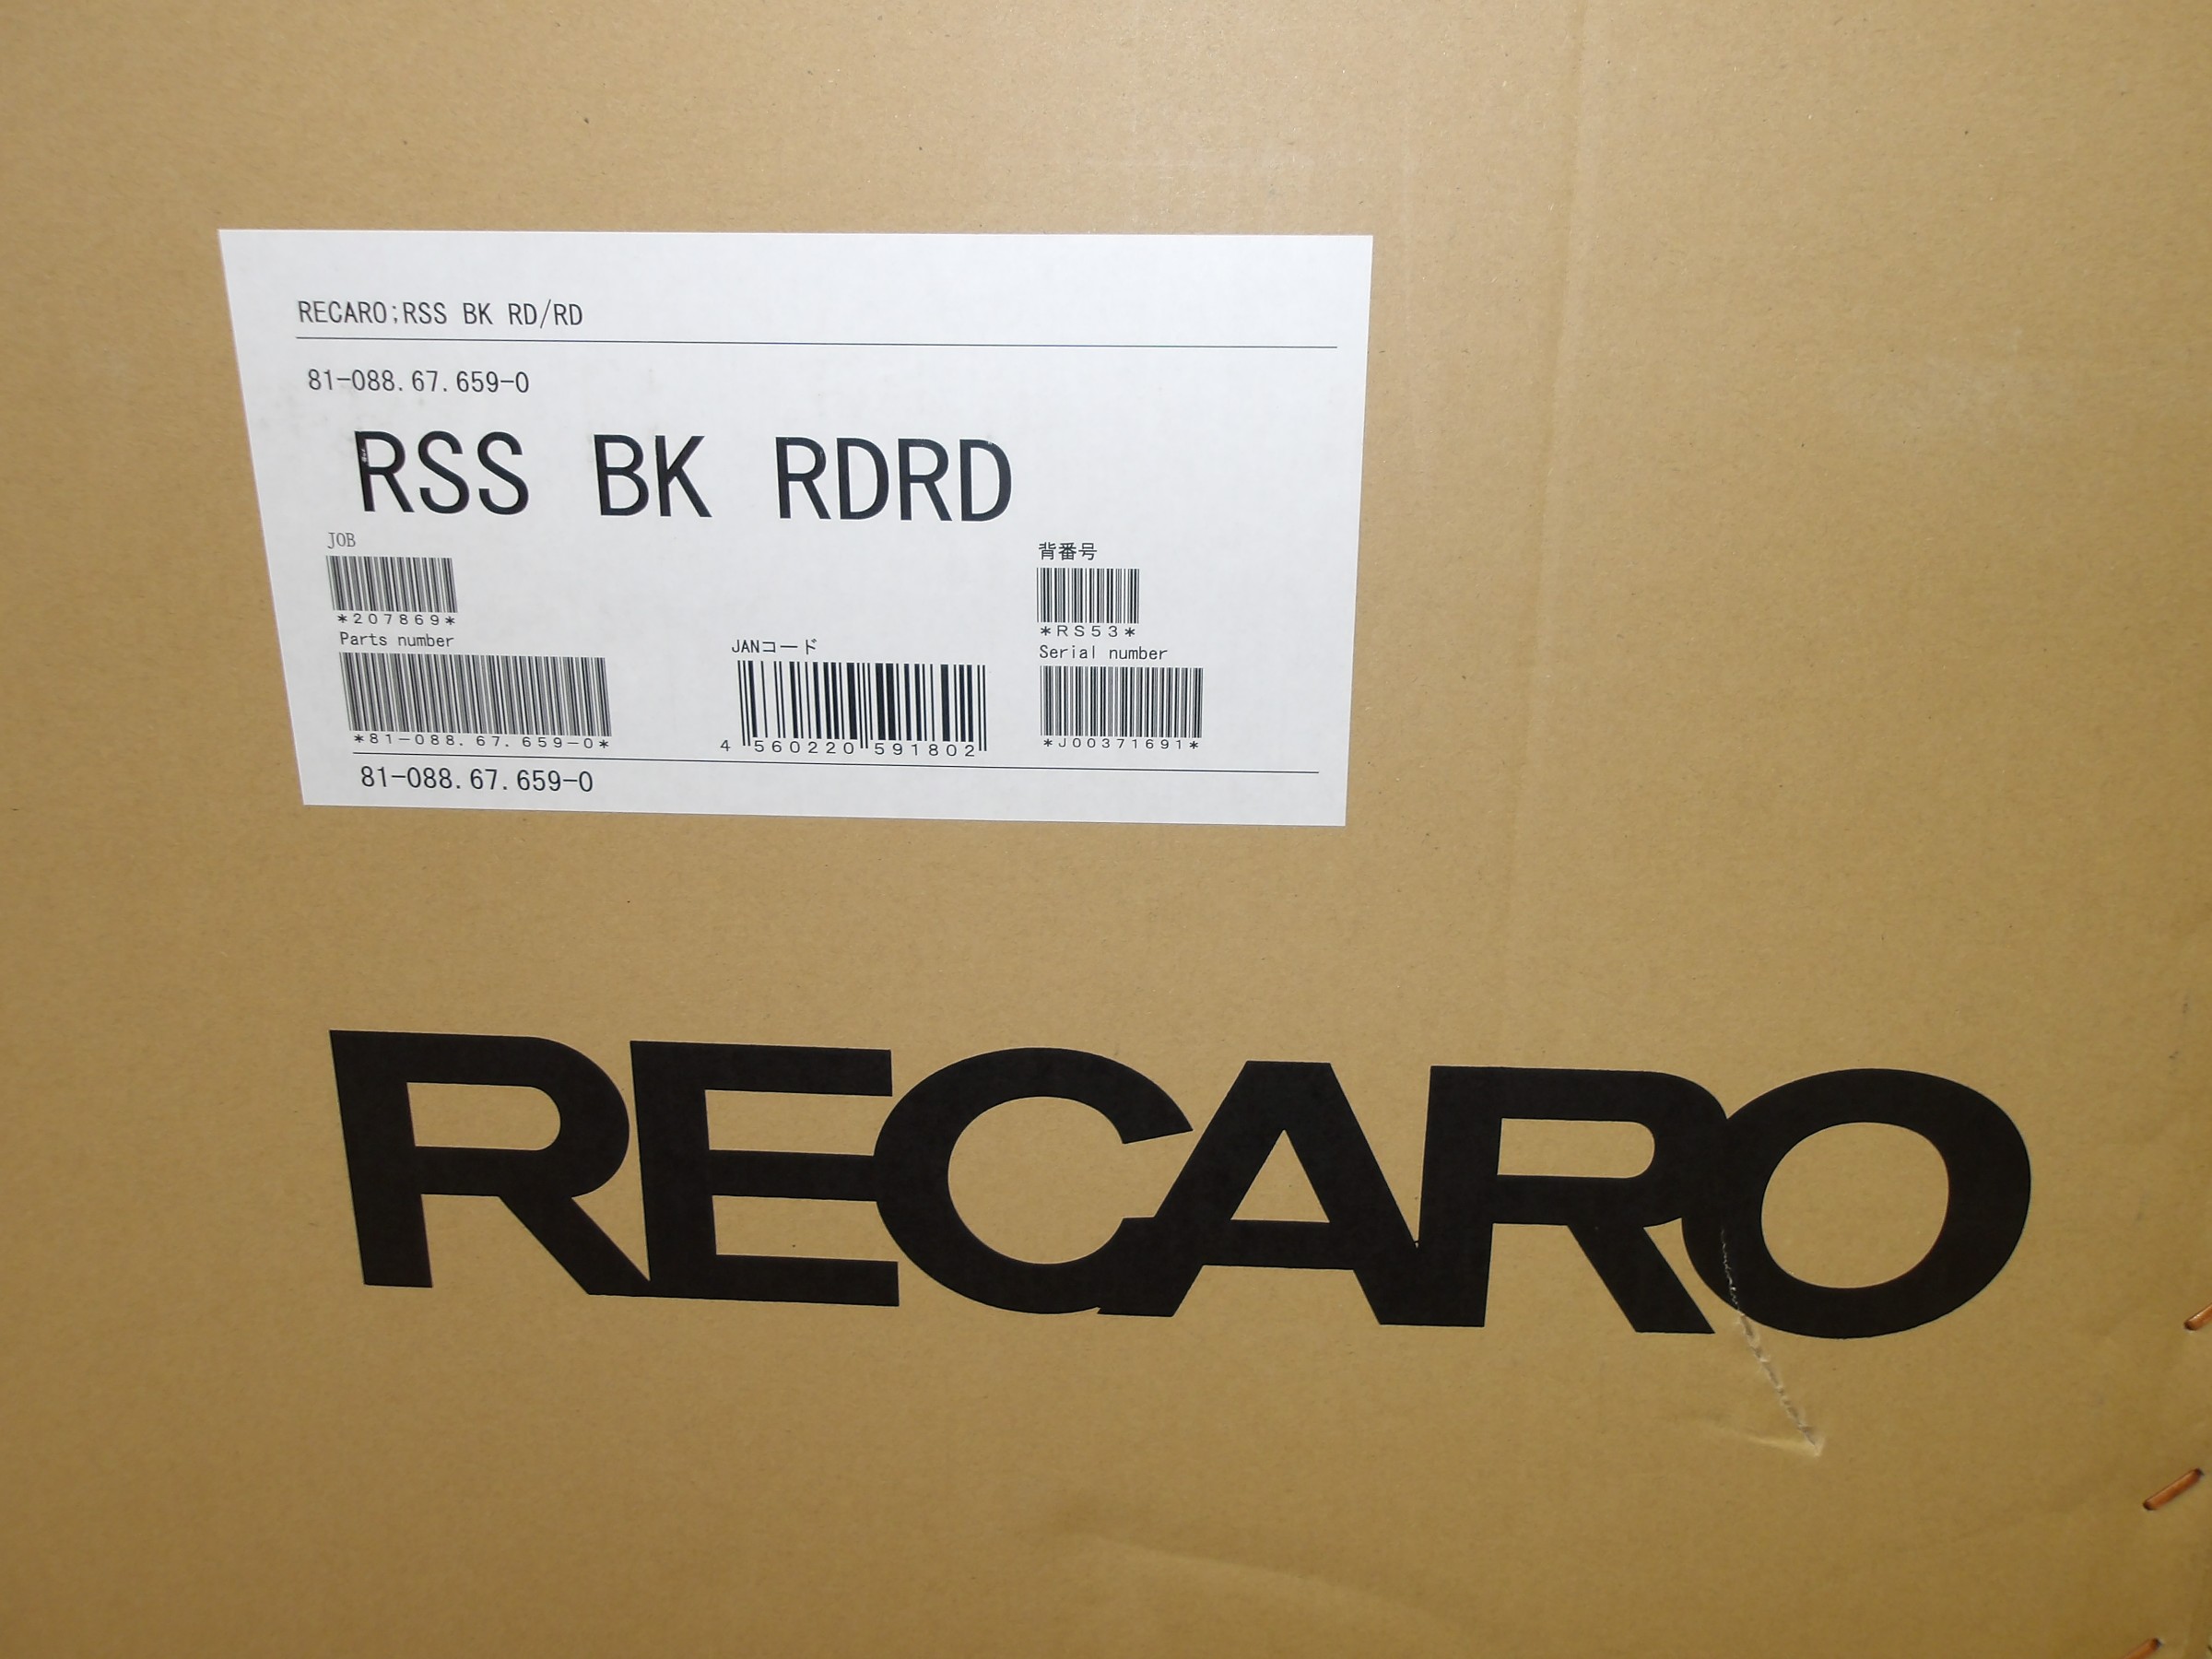 RECARO;RSS BK RD/RD
81-088.67.659-0
RSS BK RDRD
JOB
*207869*
背番号
*RS53*
Parts number
*81-088.67.659-0*
JANコード
4 560220 591802
Serial number
*J00371691*
81-088.67.659-0
RECARO